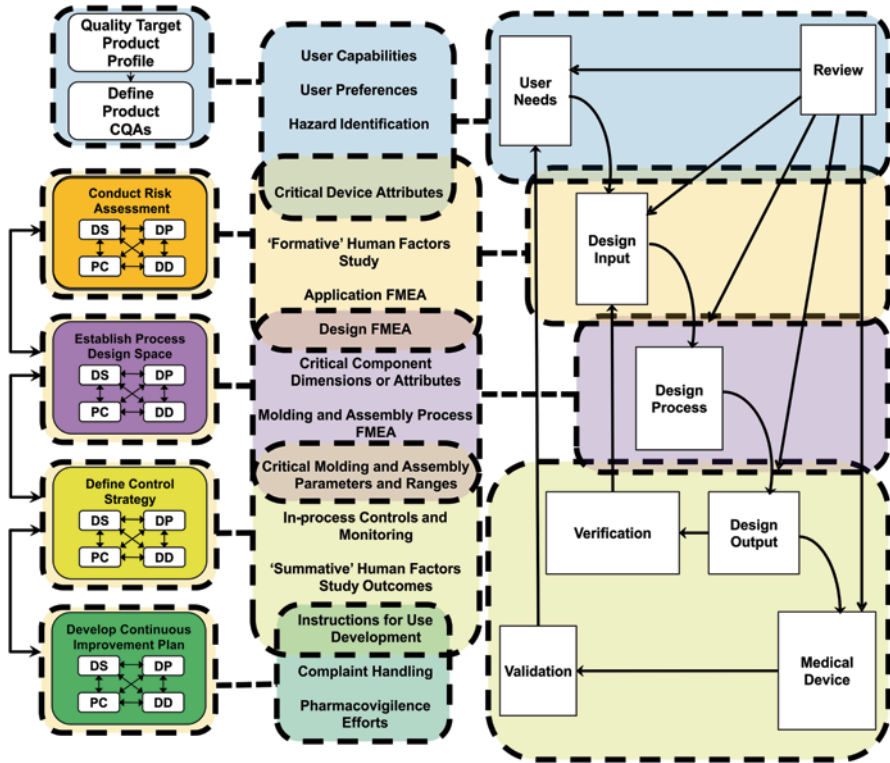 Quality Target
Product
Profile
Define
Product
CQAs
Conduct Risk
Assessment
DS
DP
PC
DD
Establish Process
Design Space
DS
DP
PC
DD
Define Control
Strategy
DS
DP
PC
DD
Develop Continuous
Improvement Plan
DS
DP
PC
DD
User Capabilities
User Preferences
Hazard Identification
Critical Device Attributes
‘Formative’ Human Factors
Study
Application FMEA
Design FMEA
Critical Component
Dimensions or Attributes
Molding and Assembly Process
FMEA
Critical Molding and Assembly
Parameters and Ranges
In-process Controls and
Monitoring
‘Summative’ Human Factors
Study Outcomes
Instructions for Use
Development
Complaint Handling
Pharmacovigilence
Efforts
User
Needs
Review
Design
Input
Design
Process
Verification
Design
Output
Validation
Medical
Device